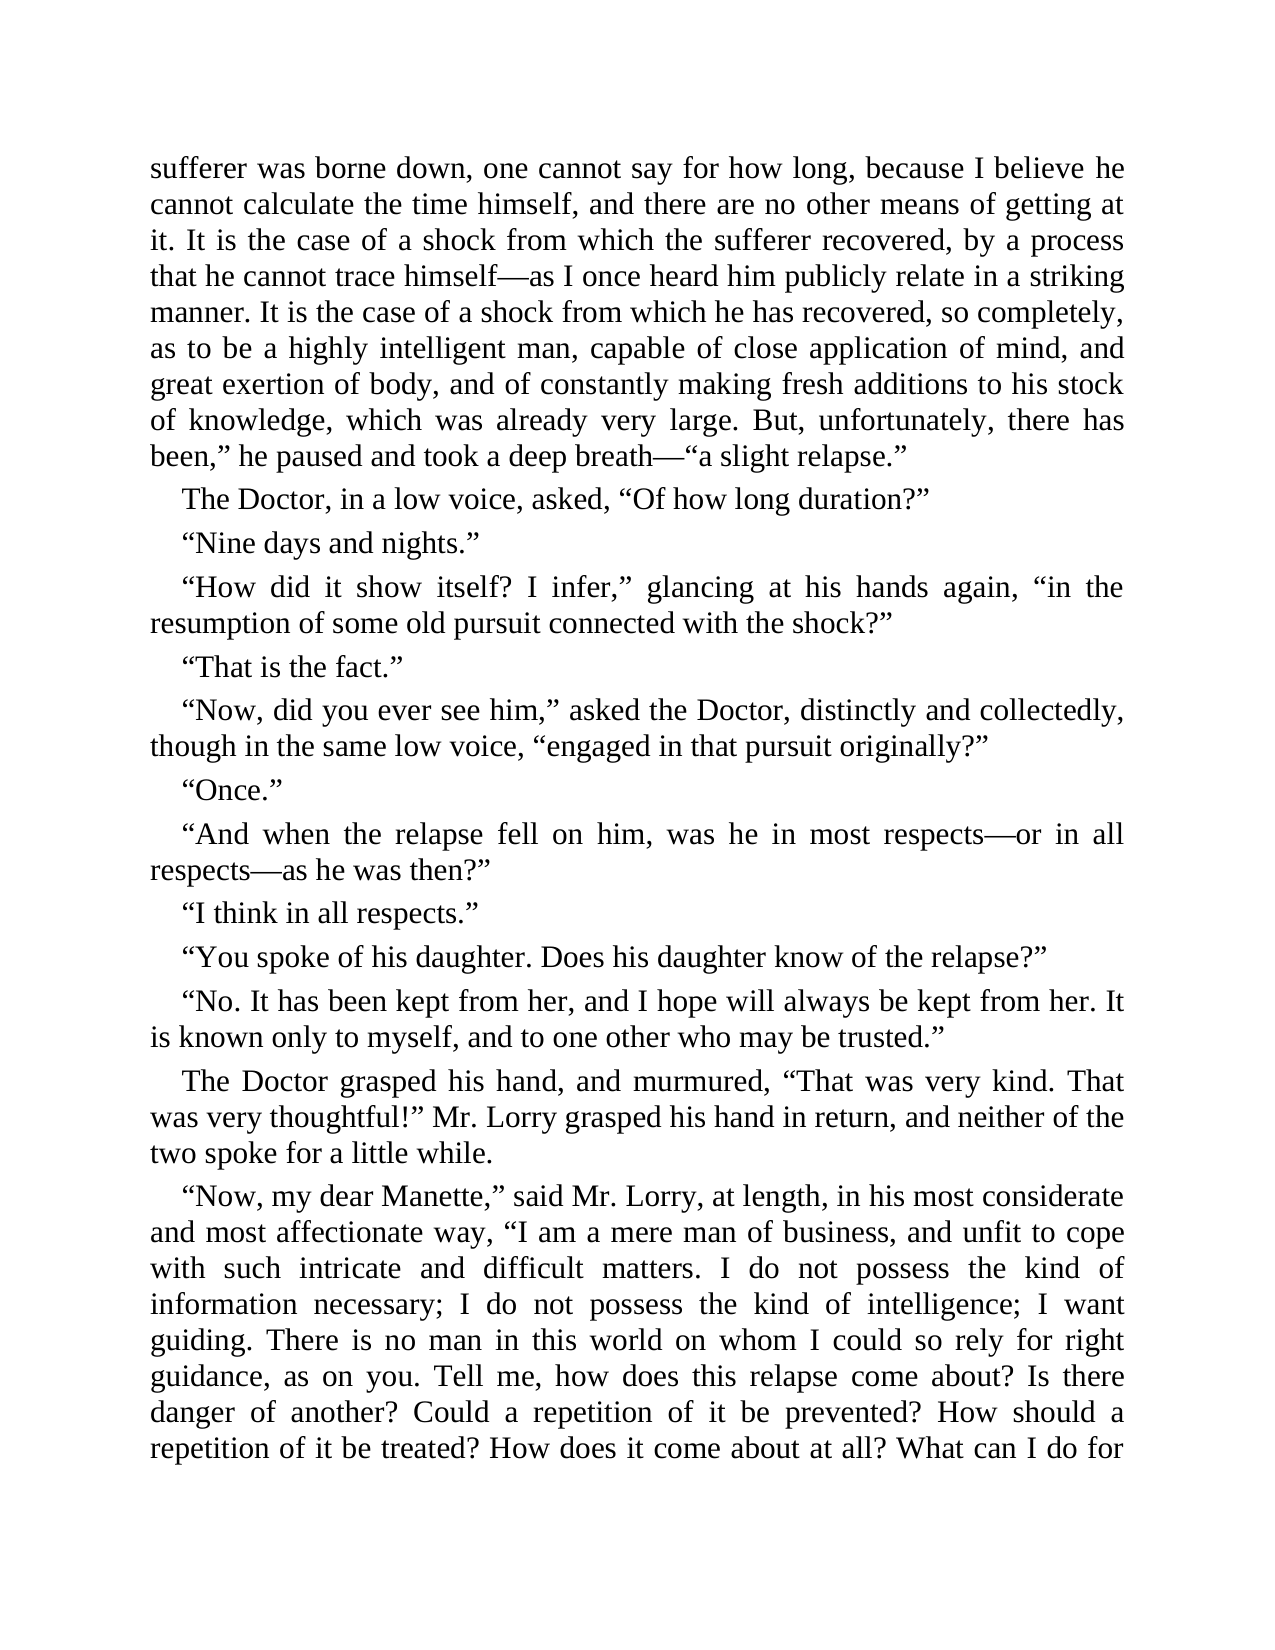 sufferer was borne down, one cannot say for how long, because I believe he
cannot calculate the time himself, and there are no other means of getting at
it. It is the case of a shock from which the sufferer recovered, by a process
that he cannot trace himself—as I once heard him publicly relate in a striking
manner. It is the case of a shock from which he has recovered, so completely,
as to be a highly intelligent man, capable of close application of mind, and
great exertion of body, and of constantly making fresh additions to his stock
of knowledge, which was already very large. But, unfortunately, there has
been,” he paused and took a deep breath—“a slight relapse.”
The Doctor, in a low voice, asked, “Of how long duration?”
“Nine days and nights.”
“How did it show itself? I infer,” glancing at his hands again, “in the
resumption of some old pursuit connected with the shock?”
“That is the fact.”
“Now, did you ever see him,” asked the Doctor, distinctly and collectedly,
though in the same low voice, “engaged in that pursuit originally?”
“Once.”
“And when the relapse fell on him, was he in most respects—or in all
respects—as he was then?”
“I think in all respects.”
“You spoke of his daughter. Does his daughter know of the relapse?”
“No. It has been kept from her, and I hope will always be kept from her. It
is known only to myself, and to one other who may be trusted.”
The Doctor grasped his hand, and murmured, “That was very kind. That
was very thoughtful!” Mr. Lorry grasped his hand in return, and neither of the
two spoke for a little while.
“Now, my dear Manette,” said Mr. Lorry, at length, in his most considerate
and most affectionate way, “I am a mere man of business, and unfit to cope
with such intricate and difficult matters. I do not possess the kind of
information necessary; I do not possess the kind of intelligence; I want
guiding. There is no man in this world on whom I could so rely for right
guidance, as on you. Tell me, how does this relapse come about? Is there
danger of another? Could a repetition of it be prevented? How should a
repetition of it be treated? How does it come about at all? What can I do for